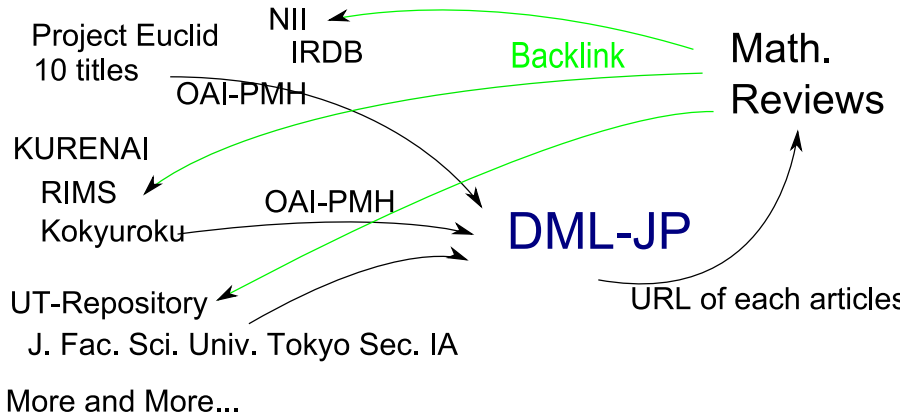 NII
IRDB
Project Euclid
10 titles
OAI-PMH
Backlink
Math.
Reviews
KURENAI
RIMS
Kokyuroku
OAI-PMH
DML-JP
URL of each articles
UT-Repository
J. Fac. Sci. Univ. Tokyo Sec. IA
More and More...